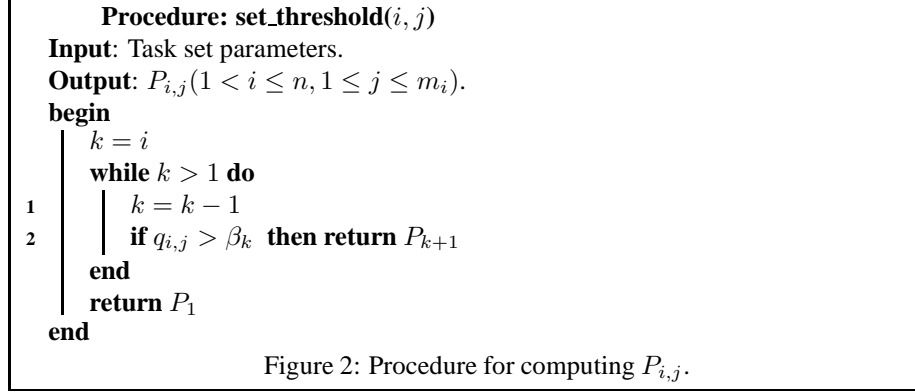 Procedure: set_threshold(i, j)
Input: Task set parameters.
Output: P_{i,j}(1 < i ≤ n, 1 ≤ j ≤ m_i).
begin
k = i
while k > 1 do
1 k = k − 1
2 if q_{i,j} > β_k then return P_{k+1}
end
return P_1
end
Figure 2: Procedure for computing P_{i,j}.